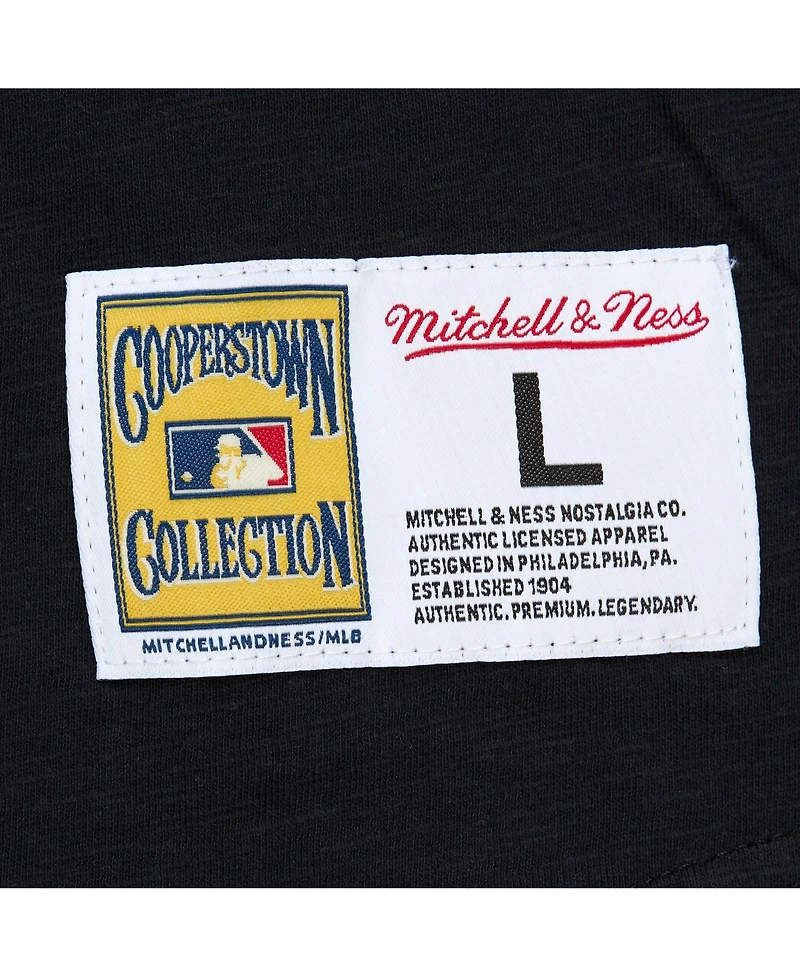 COOPERSTOWN
COLLECTION
MITCHELLANDNESS/MLB
Mitchell & Ness
L
MITCHELL & NESS NOSTALGIA CO.
AUTHENTIC LICENSED APPAREL
DESIGNED IN PHILADELPHIA, PA.
ESTABLISHED 1904
AUTHENTIC. PREMIUM. LEGENDARY.